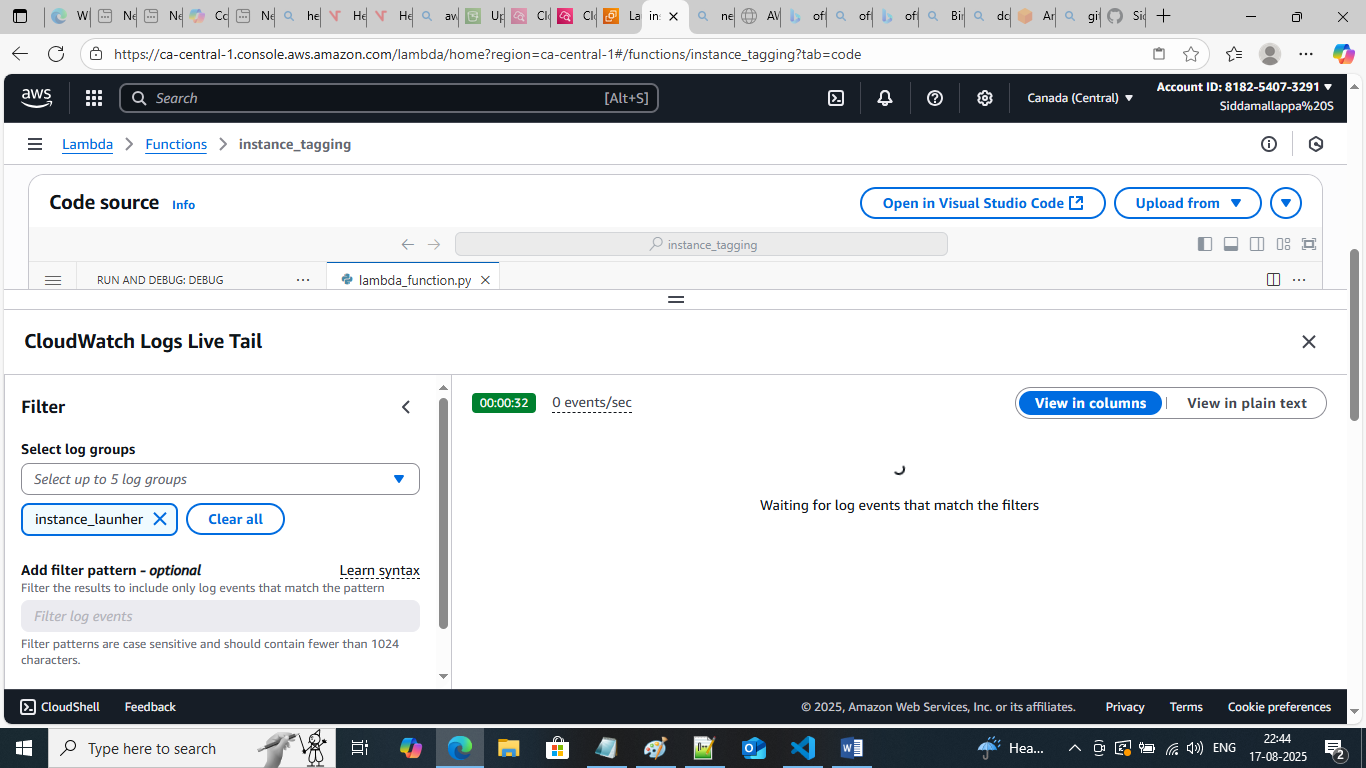 https://ca-central-1.console.aws.amazon.com/lambda/home?region=ca-central-1#/functions/instance_tagging?tab=code
aws
Search
[Alt+S]
Canada (Central)
Account ID: 8182-5407-3291
Siddamallappa%20S
Lambda
Functions
instance_tagging
Code source
Info
Open in Visual Studio Code
Upload from
instance_tagging
RUN AND DEBUG: DEBUG
lambda_function.py
CloudWatch Logs Live Tail
Filter
Select log groups
Select up to 5 log groups
instance_launher
Clear all
Add filter pattern - optional
Learn syntax
Filter the results to include only log events that match the pattern
Filter log events
Filter patterns are case sensitive and should contain fewer than 1024
characters.
00:00:32
0 events/sec
View in columns
View in plain text
Waiting for log events that match the filters
CloudShell
Feedback
© 2025, Amazon Web Services, Inc. or its affiliates.
Privacy
Terms
Cookie preferences
Type here to search
Hea...
ENG
22:44
17-08-2025
2